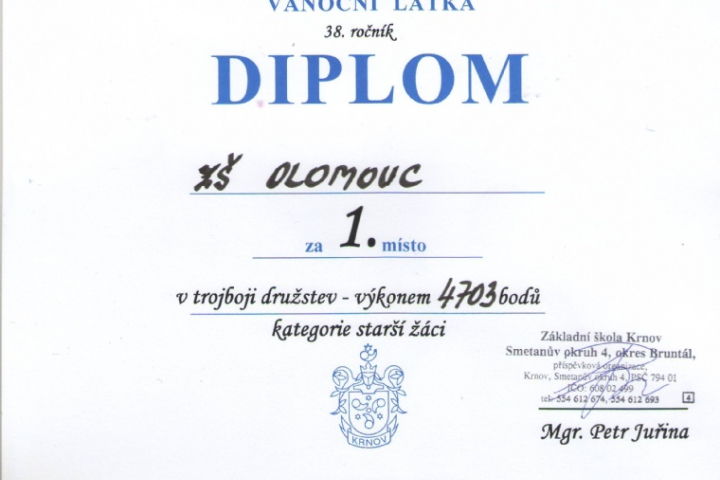 VÁNOČNÍ LAŤKA
38. ročník
DIPLOM
ZŠ OLOMOUC
za 1. místo
v trojboji družstev - výkonem 4703 bodů
kategorie starší žáci
KRNOV
Základní škola Krnov
Smetanův okruh 4, okres Bruntál,
příspěvková organizace,
Krnov, Smetanův okruh 4, PSČ 794 01
IČO: 608 02 499
tel: 554 612 674, 554 612 693 4
Mgr. Petr Juřina